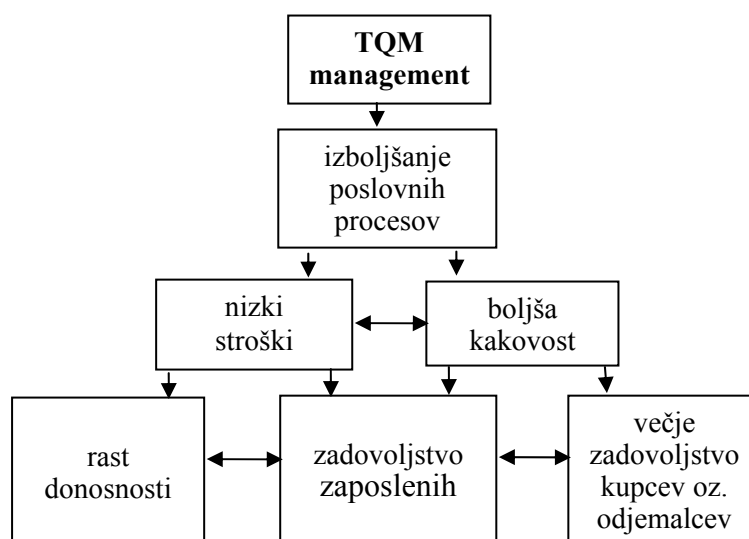 TQM
management
izboljšanje
poslovnih
procesov
nizki
stroški
boljša
kakovost
rast
donosnosti
zadovoljstvo
zaposlenih
večje
zadovoljstvo
kupcev oz.
odjemalcev